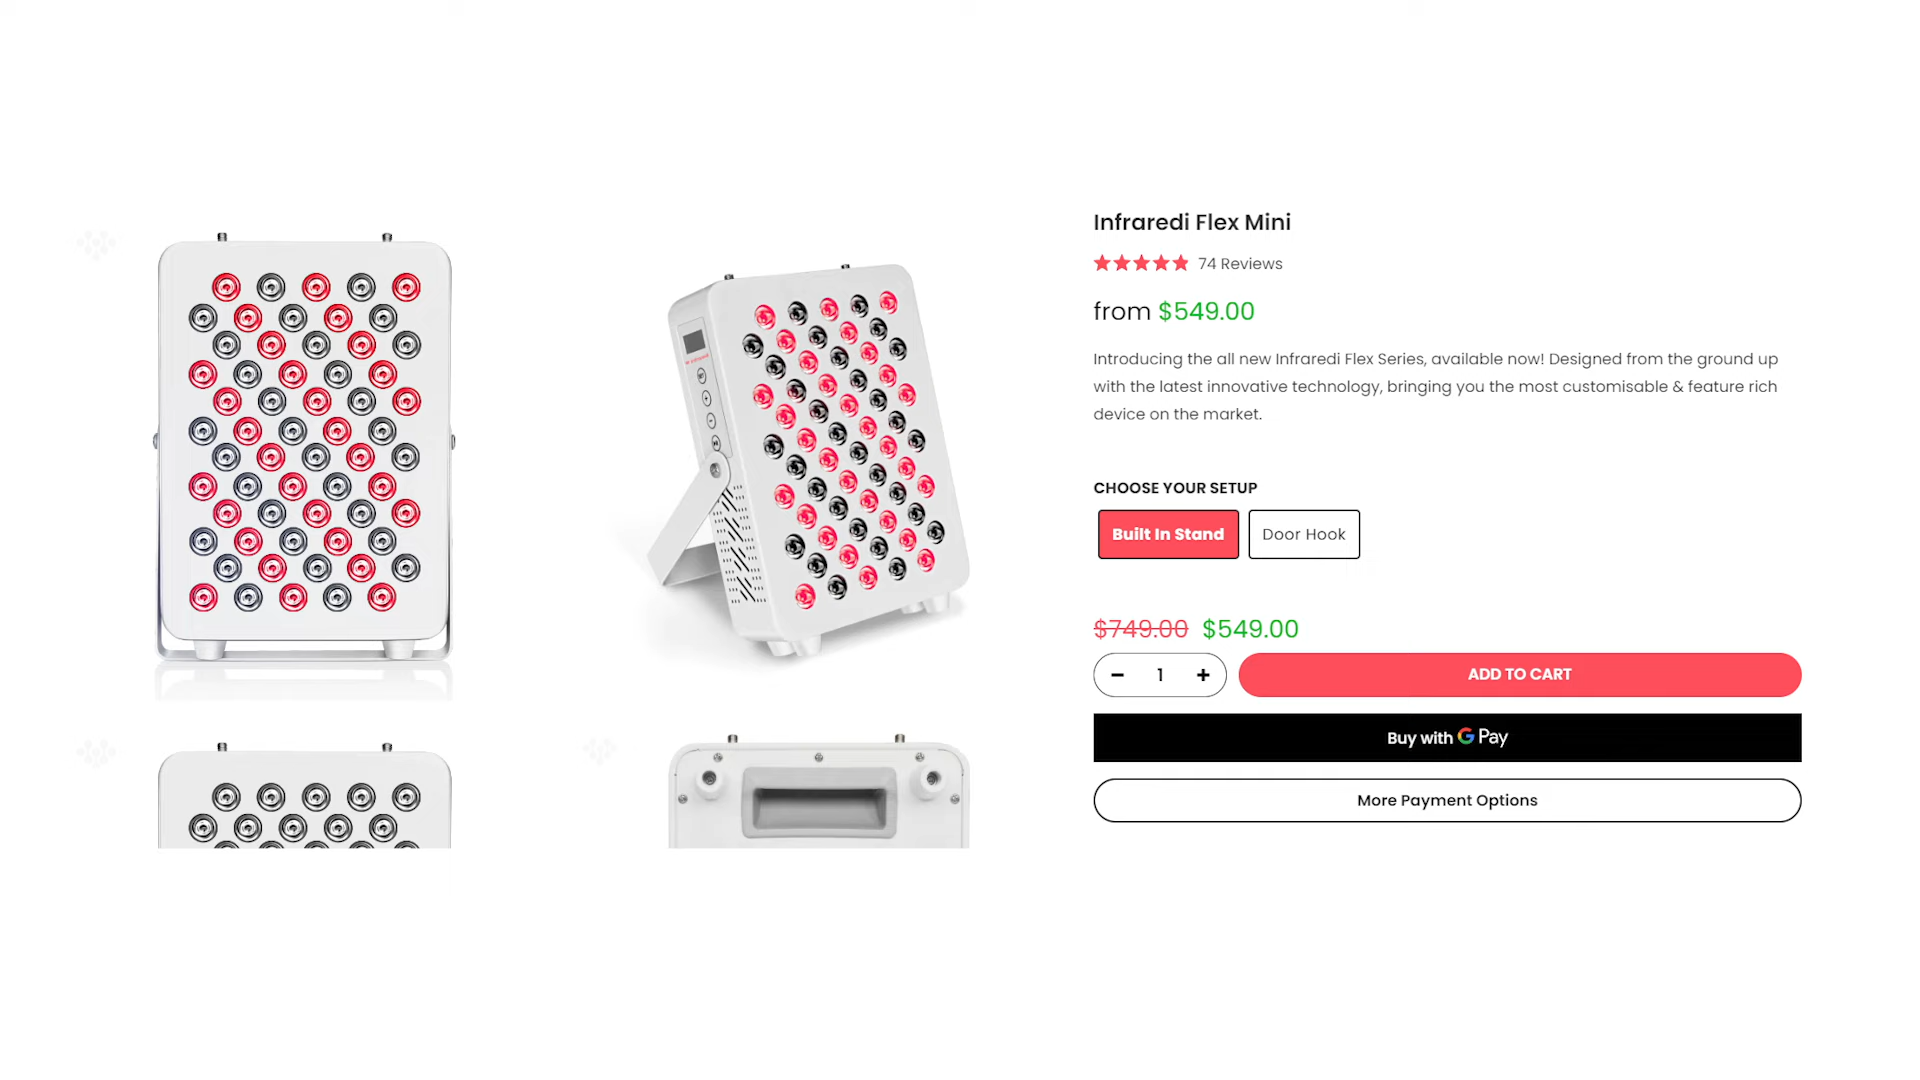 Infraredi Flex Mini
74 Reviews
from $549.00
Introducing the all new Infraredi Flex Series, available now! Designed from the ground up
with the latest innovative technology, bringing you the most customisable & feature rich
device on the market.
CHOOSE YOUR SETUP
Built In Stand
Door Hook
$749.00 $549.00
− 1 +
ADD TO CART
Buy with G Pay
More Payment Options